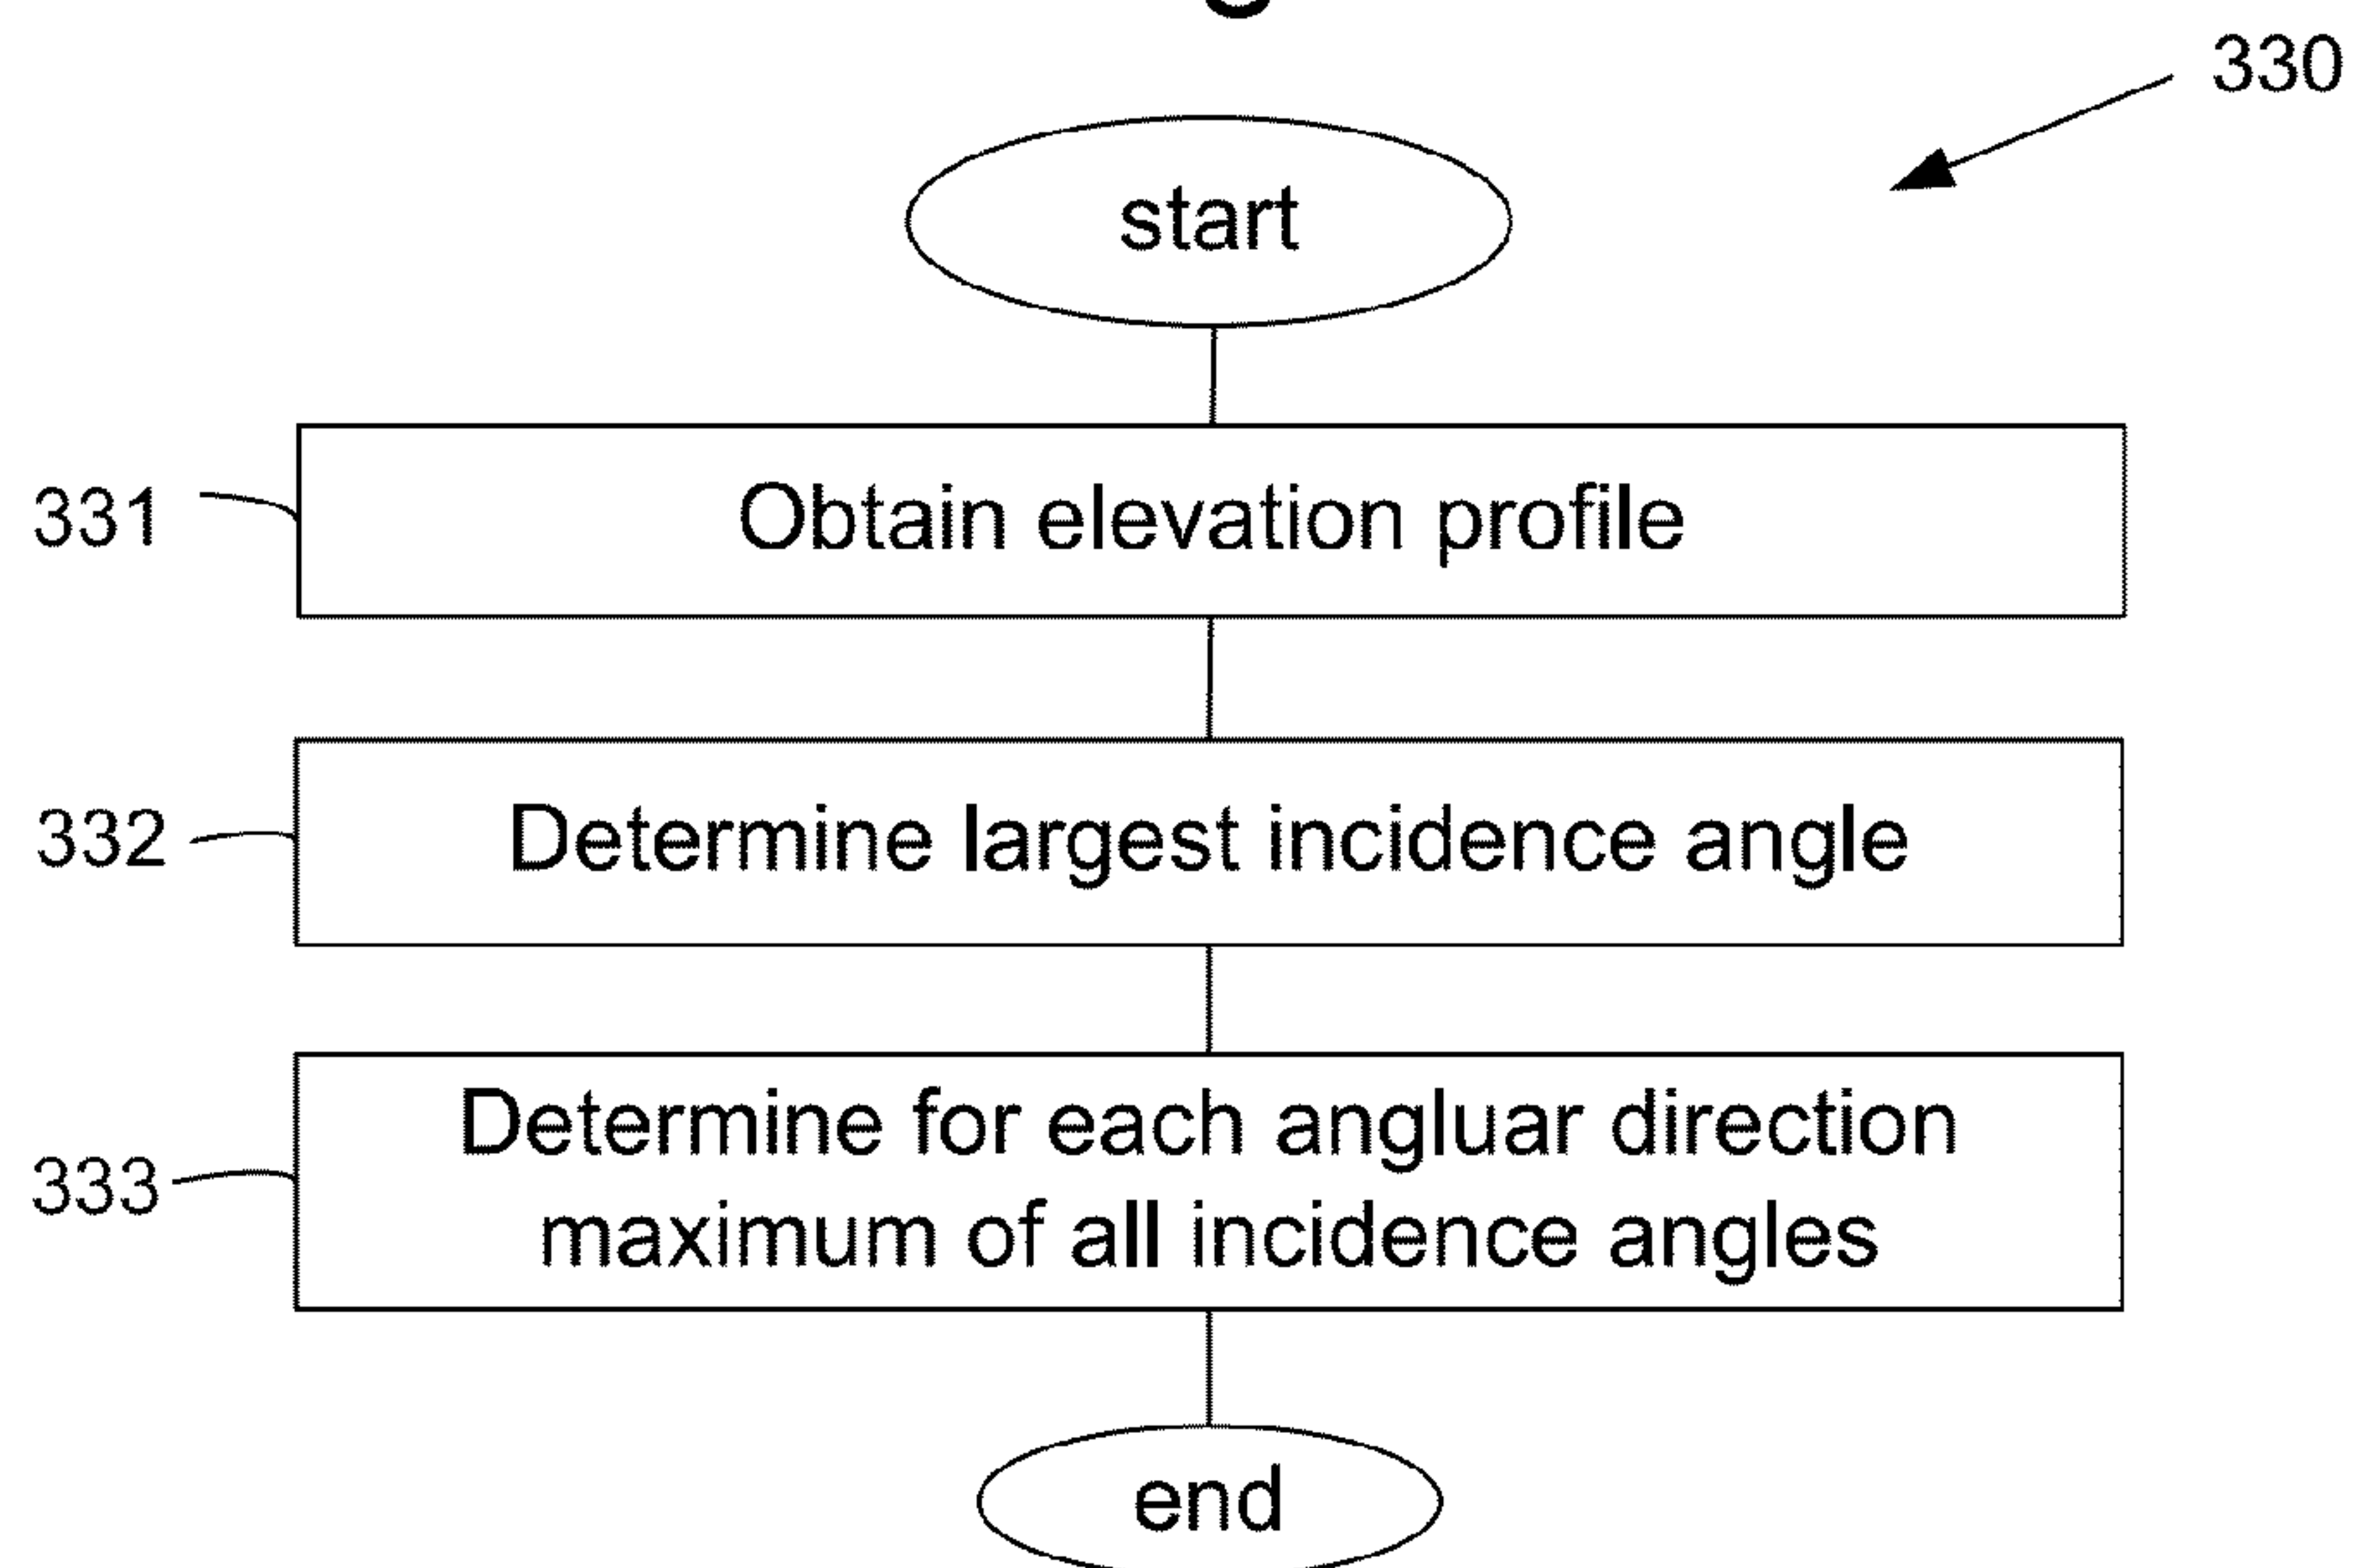 330
start
331
Obtain elevation profile
332
Determine largest incidence angle
333
Determine for each angluar direction
maximum of all incidence angles
end